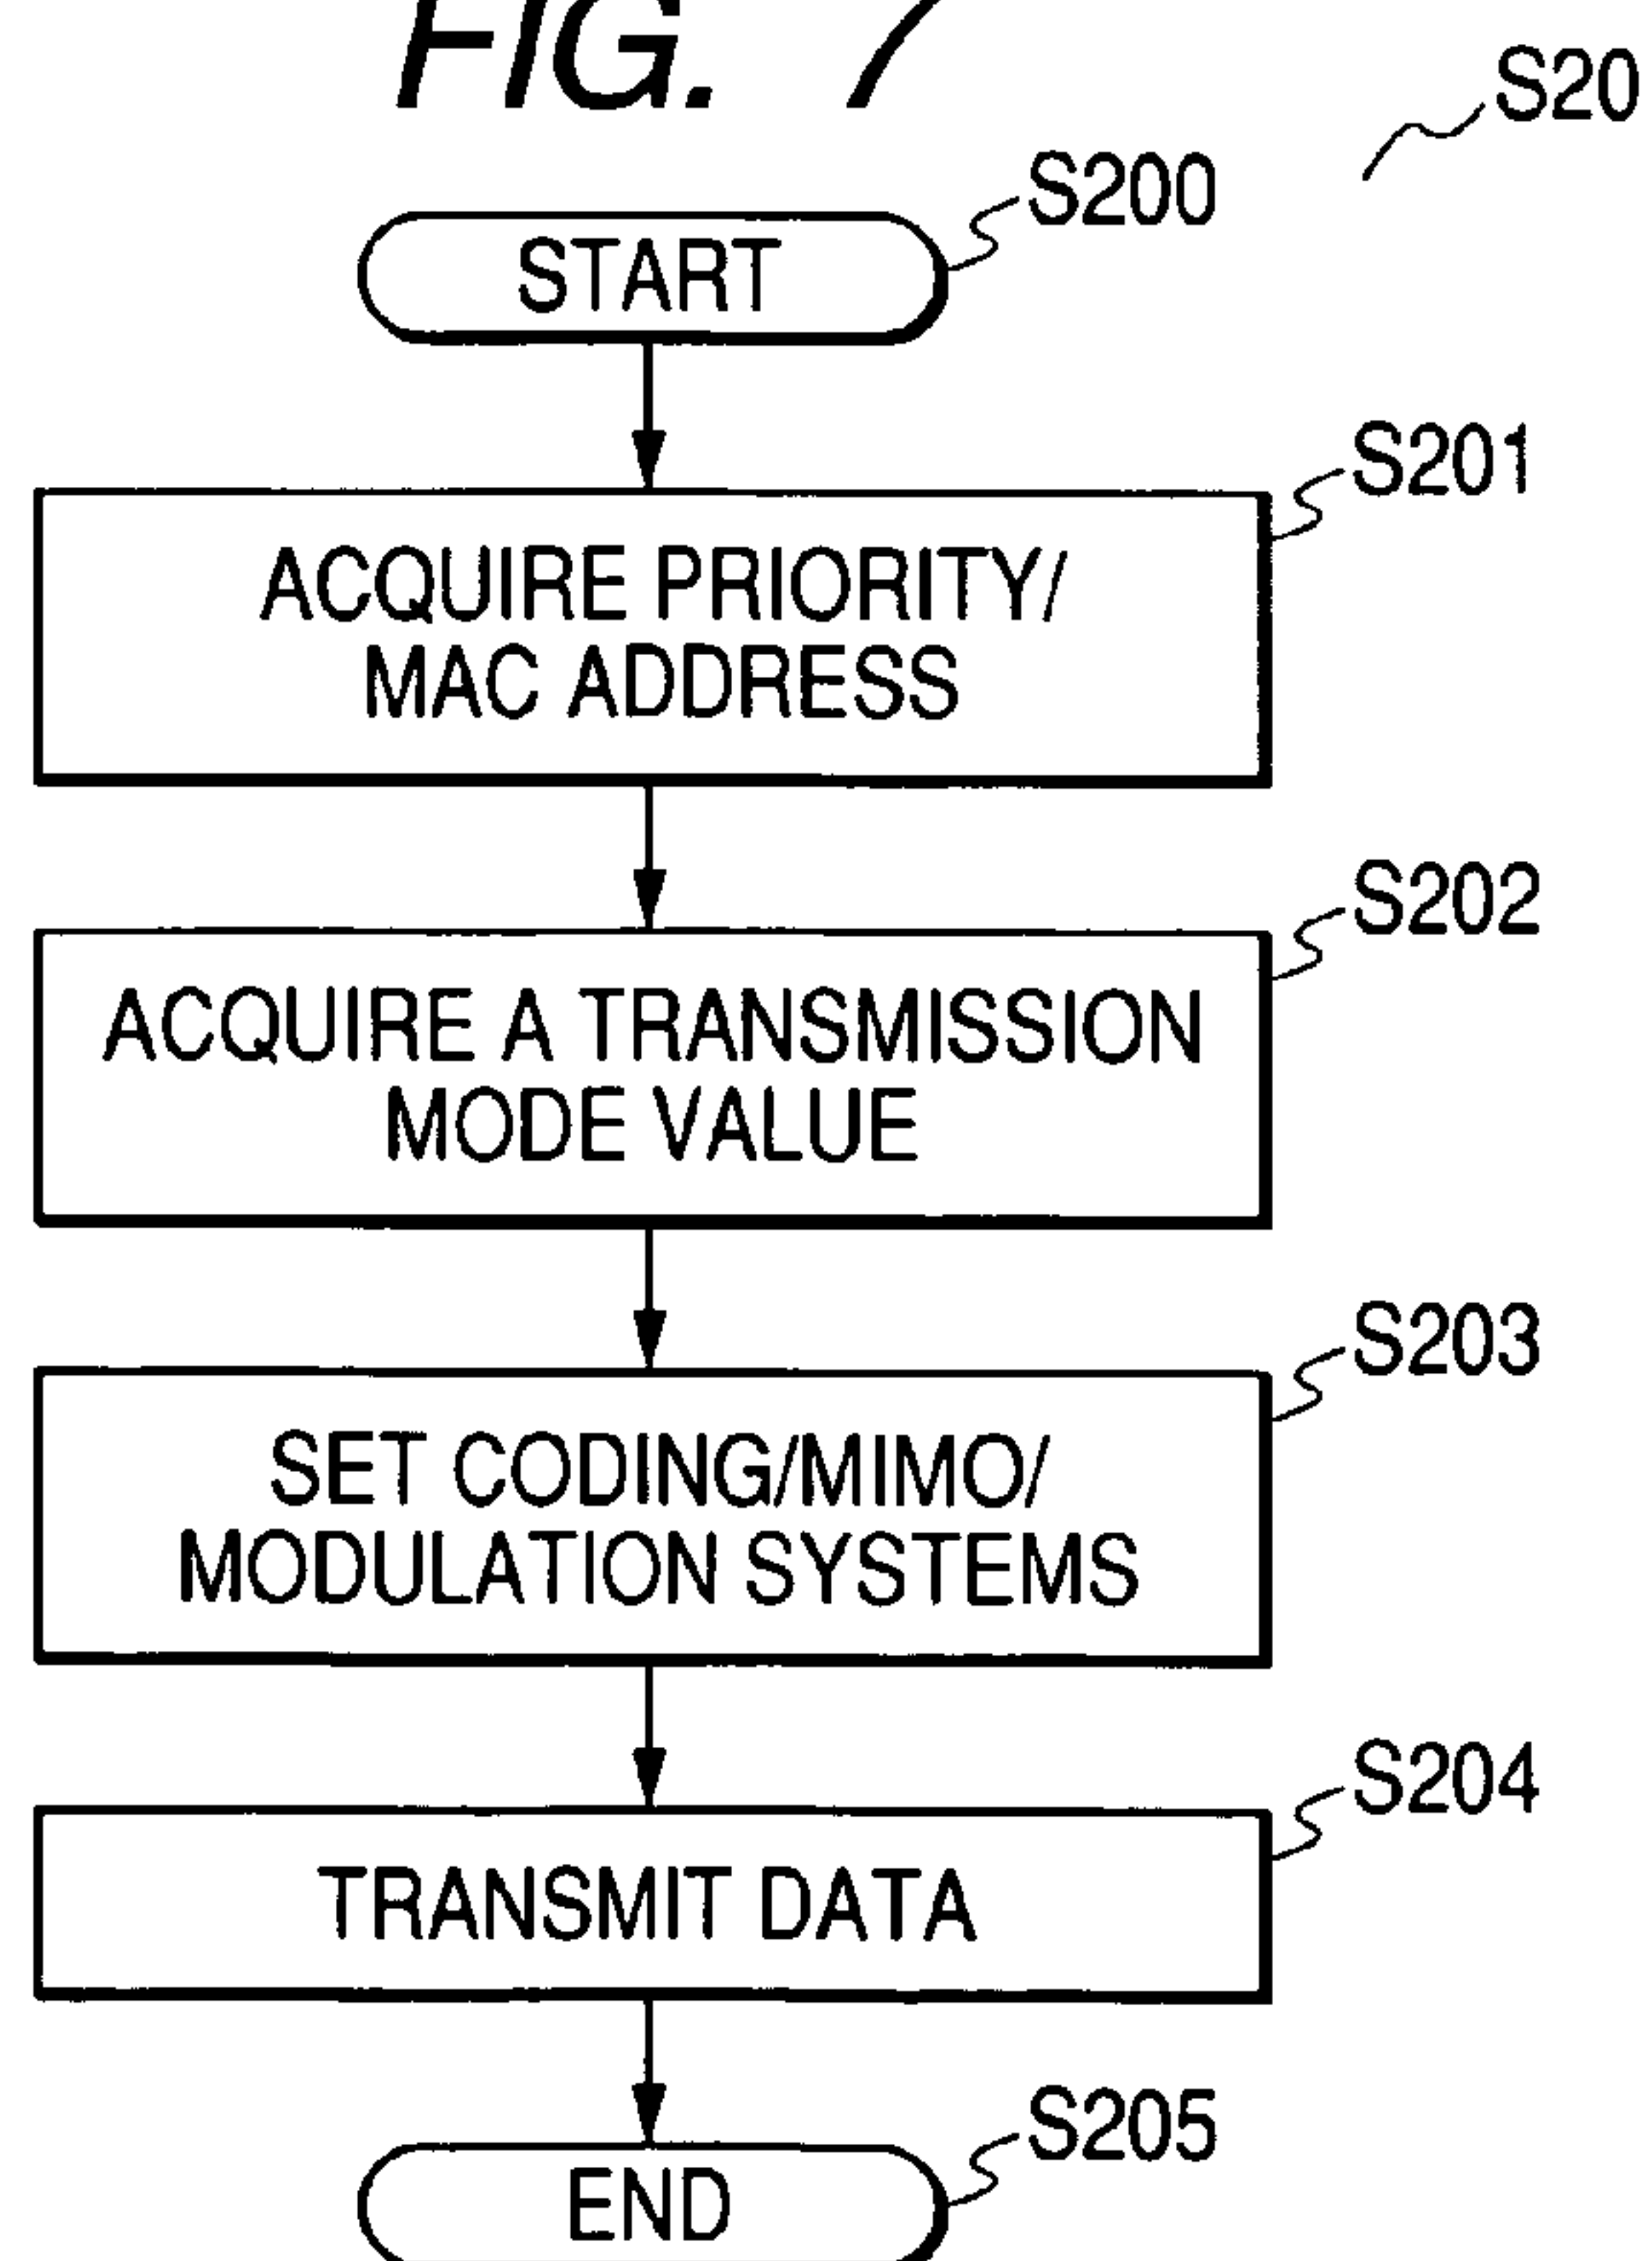 FIG. 7
S20
S200
START
S201
ACQUIRE PRIORITY/
MAC ADDRESS
S202
ACQUIRE A TRANSMISSION
MODE VALUE
S203
SET CODING/MIMO/
MODULATION SYSTEMS
S204
TRANSMIT DATA
S205
END